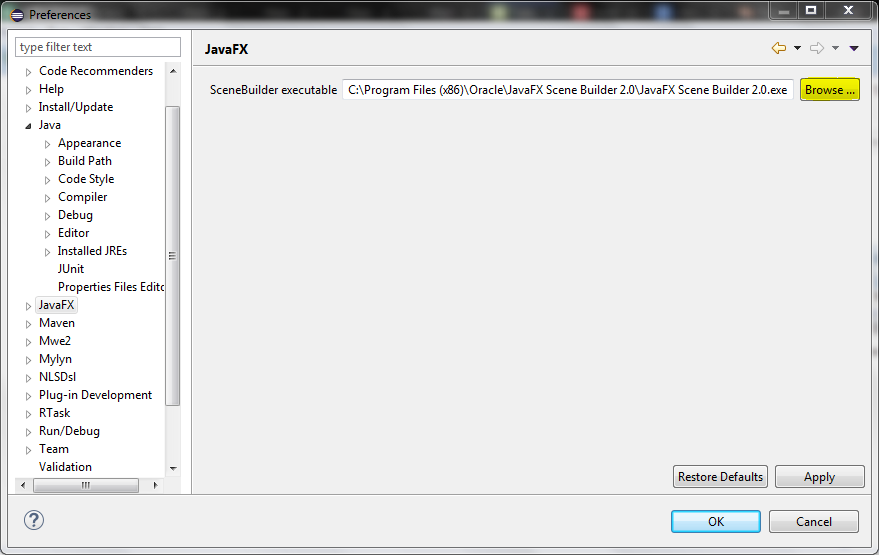 Preferences
type filter text
Code Recommenders
Help
Install/Update
Java
Appearance
Build Path
Code Style
Compiler
Debug
Editor
Installed JREs
JUnit
Properties Files Edito
JavaFX
Maven
Mwe2
Mylyn
NLSDsl
Plug-in Development
RTask
Run/Debug
Team
Validation
JavaFX
SceneBuilder executable C:\Program Files (x86)\Oracle\JavaFX Scene Builder 2.0\JavaFX Scene Builder 2.0.exe Browse ...
Restore Defaults Apply
? OK Cancel